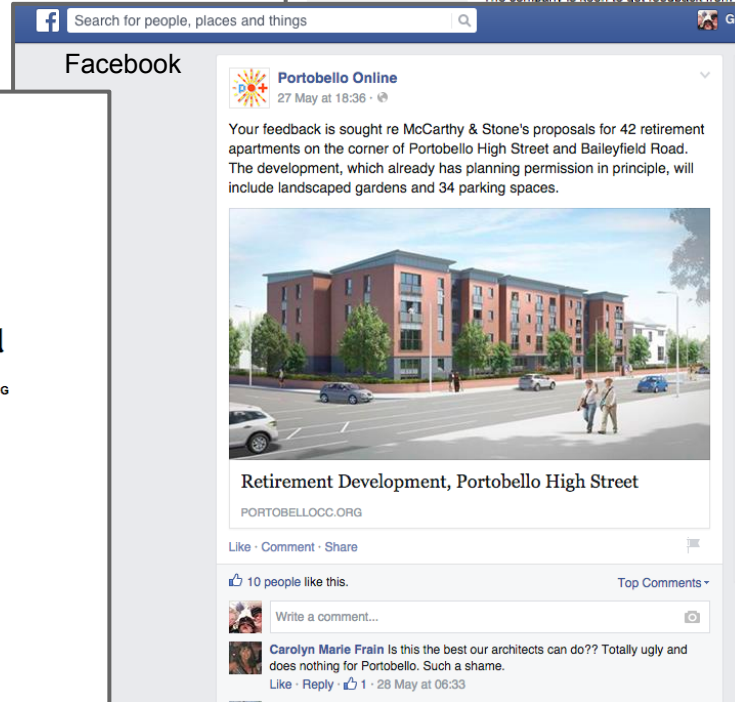 Search for people, places and things
G
Facebook
Portobello Online
27 May at 18:36 ·
Your feedback is sought re McCarthy & Stone's proposals for 42 retirement
apartments on the corner of Portobello High Street and Baileyfield Road.
The development, which already has planning permission in principle, will
include landscaped gardens and 34 parking spaces.
Retirement Development, Portobello High Street
PORTOBELLOCC.ORG
Like · Comment · Share
10 people like this.
Top Comments
Write a comment...
Carolyn Marie Frain Is this the best our architects can do?? Totally ugly and
does nothing for Portobello. Such a shame.
Like · Reply · 1 · 28 May at 06:33
G